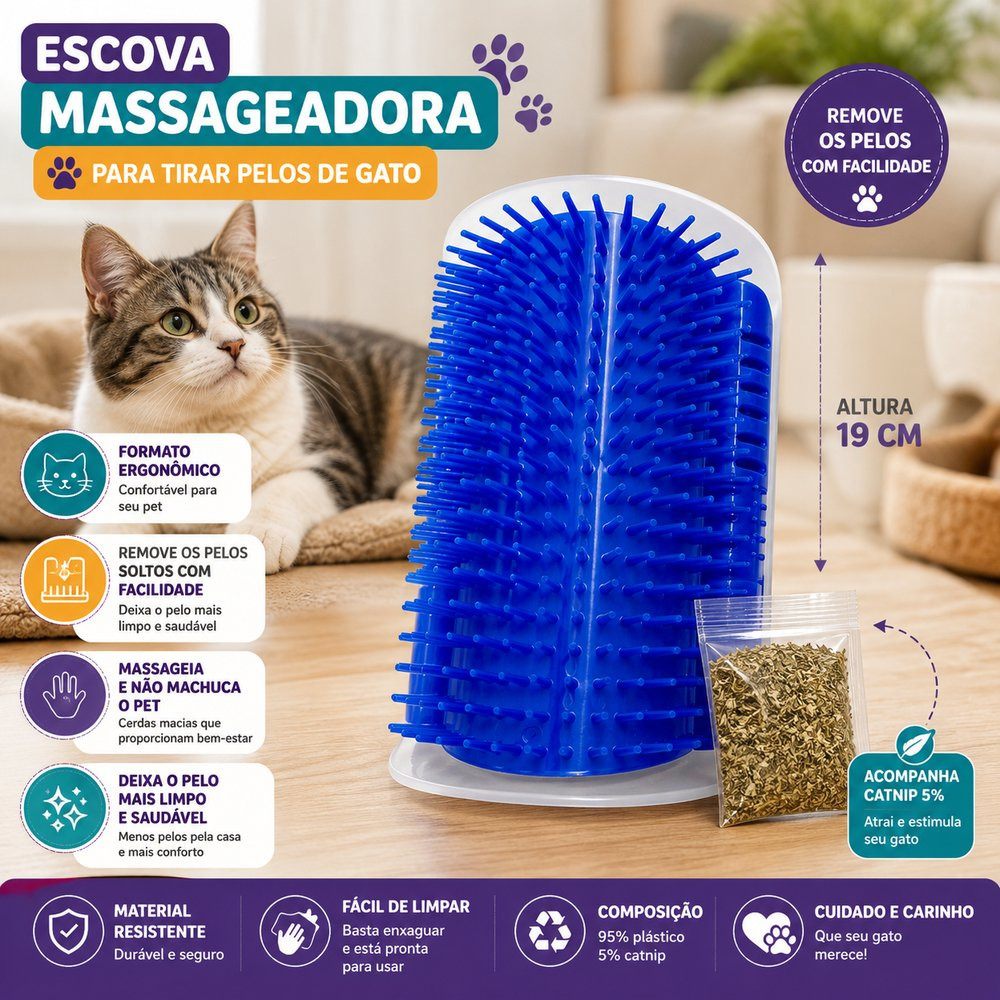 ESCOVA
MASSAGEADORA
PARA TIRAR PELOS DE GATO
REMOVE
OS PELOS
COM FACILIDADE
ALTURA
19 CM
FORMATO
ERGONÔMICO
Confortável para
seu pet
REMOVE OS PELOS
SOLTOS COM
FACILIDADE
Deixa o pelo mais
limpo e saudável
MASSAGEIA
E NÃO MACHUCA
O PET
Cerdas macias que
proporcionam bem-estar
DEIXA O PELO
MAIS LIMPO
E SAUDÁVEL
Menos pelos pela casa
e mais conforto
ACOMPANHA
CATNIP 5%
Atrai e estimula
seu gato
MATERIAL
RESISTENTE
Durável e seguro
FÁCIL DE LIMPAR
Basta enxaguar
e está pronta
para usar
COMPOSIÇÃO
95% plástico
5% catnip
CUIDADO E CARINHO
Que seu gato
merece!